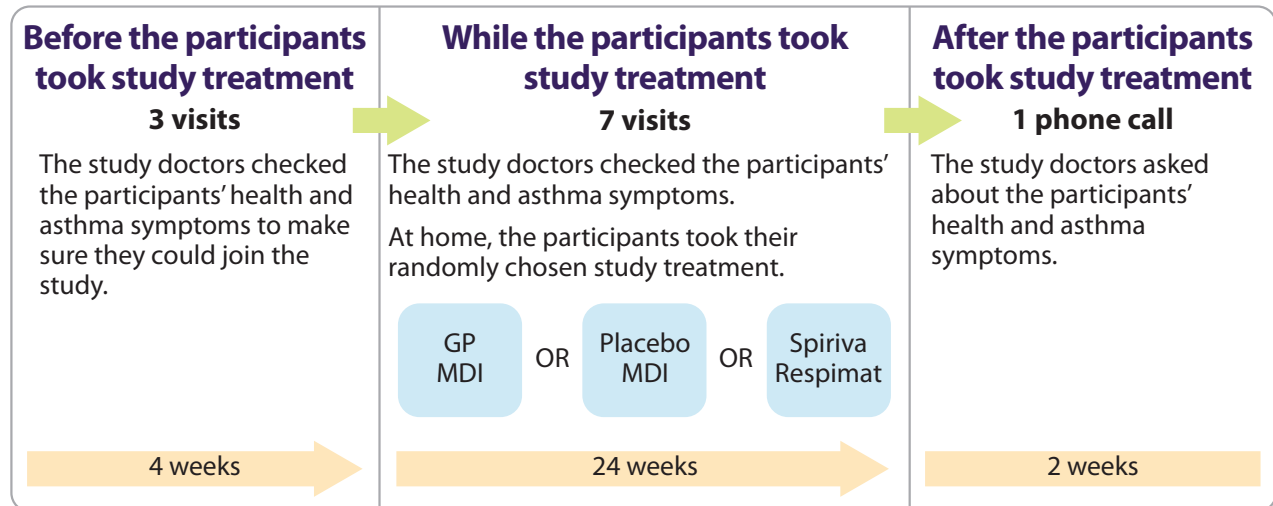 Before the participants
took study treatment
3 visits
The study doctors checked
the participants’ health and
asthma symptoms to make
sure they could join the
study.
4 weeks
While the participants took
study treatment
7 visits
The study doctors checked the participants’
health and asthma symptoms.
At home, the participants took their
randomly chosen study treatment.
GP
MDI
OR
Placebo
MDI
OR
Spiriva
Respimat
24 weeks
After the participants
took study treatment
1 phone call
The study doctors asked
about the participants’
health and asthma
symptoms.
2 weeks